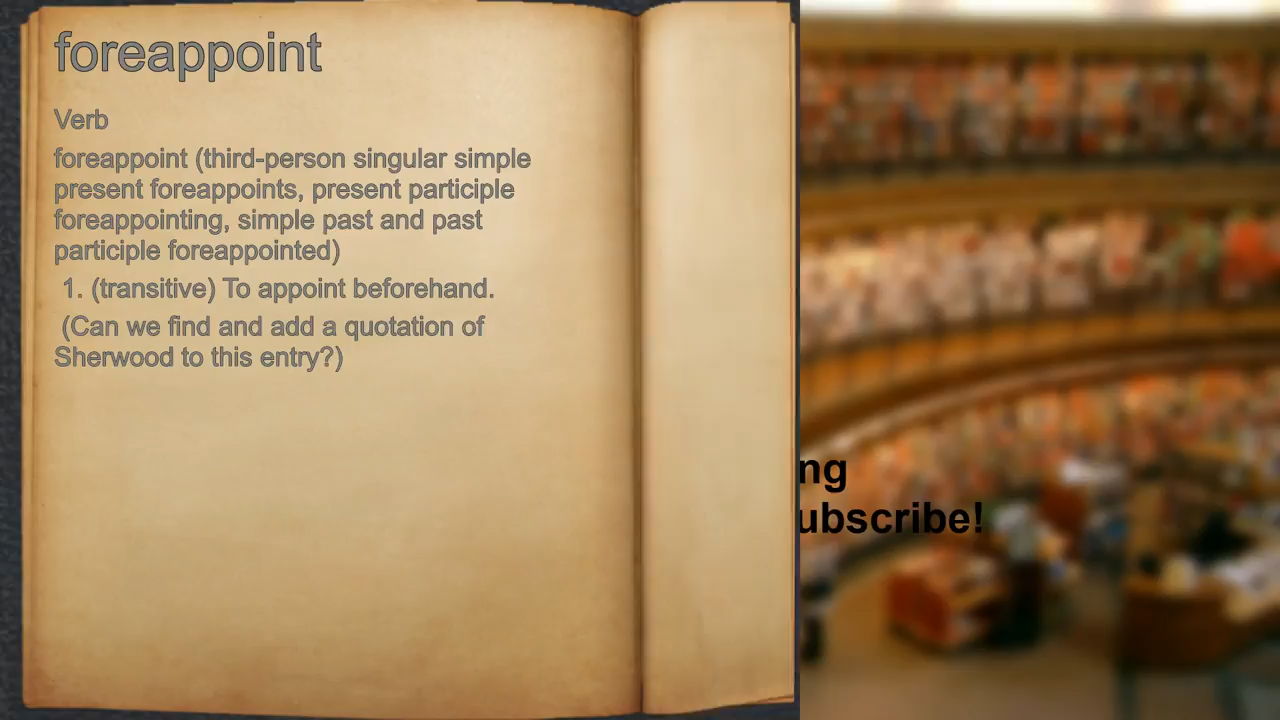 foreappoint
Verb
foreappoint (third-person singular simple
present foreappoints, present participle
foreappointing, simple past and past
participle foreappointed)
1. (transitive) To appoint beforehand.
(Can we find and add a quotation of
Sherwood to this entry?)
ng
ubscribe!